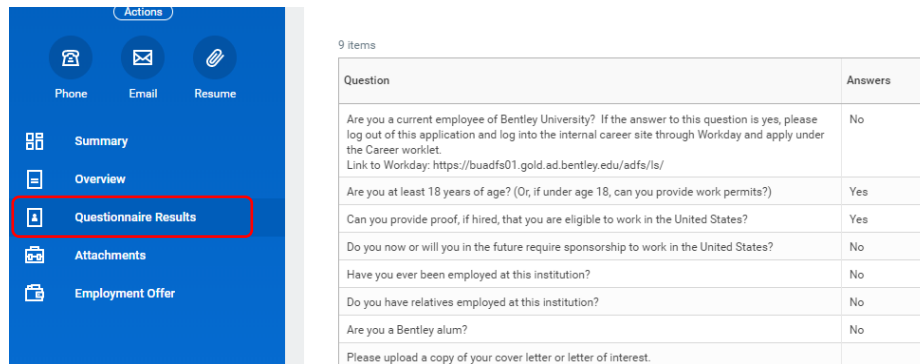 Actions
Phone Email Resume
Summary
Overview
Questionnaire Results
Attachments
Employment Offer
9 items
Question Answers
Are you a current employee of Bentley University? If the answer to this question is yes, please No
log out of this application and log into the internal career site through Workday and apply under
the Career worklet.
Link to Workday: https://buadfs01.gold.ad.bentley.edu/adfs/ls/
Are you at least 18 years of age? (Or, if under age 18, can you provide work permits?) Yes
Can you provide proof, if hired, that you are eligible to work in the United States? Yes
Do you now or will you in the future require sponsorship to work in the United States? No
Have you ever been employed at this institution? No
Do you have relatives employed at this institution? No
Are you a Bentley alum? No
Please upload a copy of your cover letter or letter of interest.